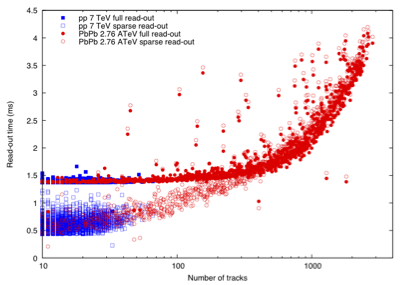 4.5
4
3.5
3
2.5
2
1.5
1
0.5
0
10
100
1000
Read-out time (ms)
Number of tracks
pp 7 TeV full read-out
pp 7 TeV sparse read-out
PbPb 2.76 ATeV full read-out
PbPb 2.76 ATeV sparse read-out